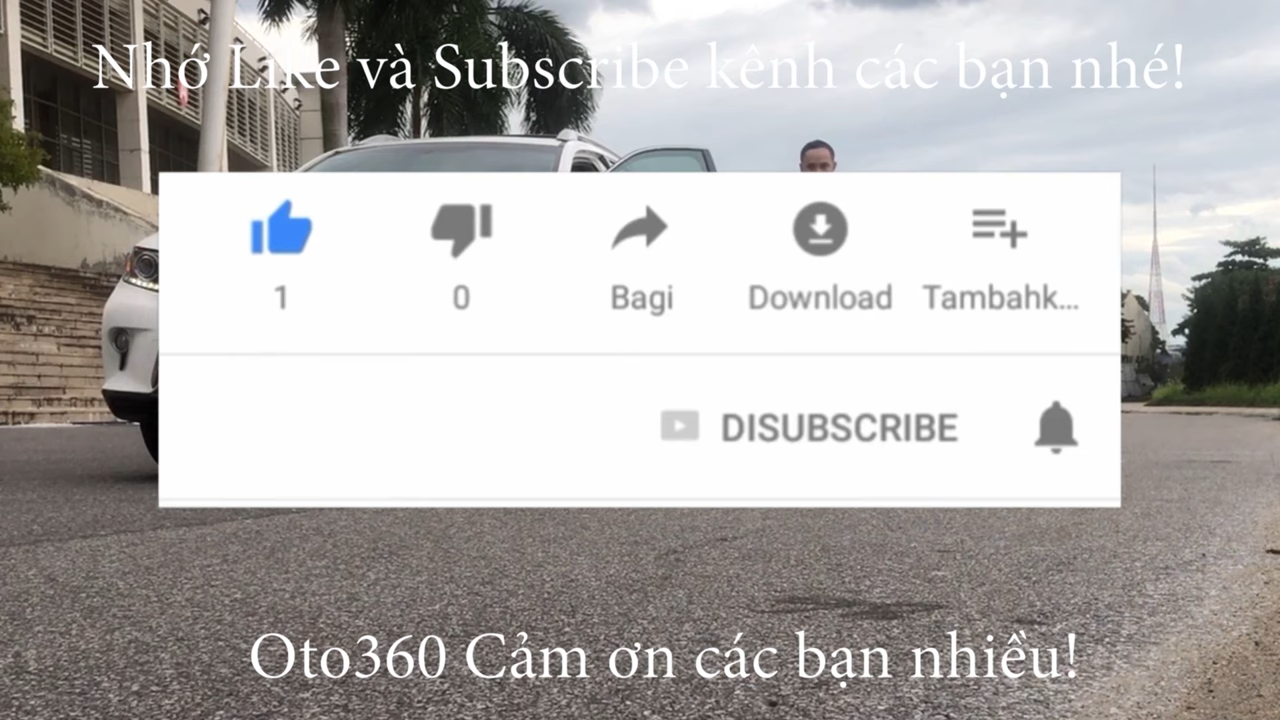 Nhớ Like và Subscribe kênh các bạn nhé!
1
0
Bagi
Download
Tambahk...
DISUBSCRIBE
Oto360 Cảm ơn các bạn nhiều!